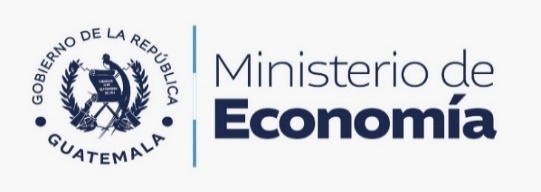 GOBIERNO DE LA REPÚBLICA
GUATEMALA
Ministerio de
Economía